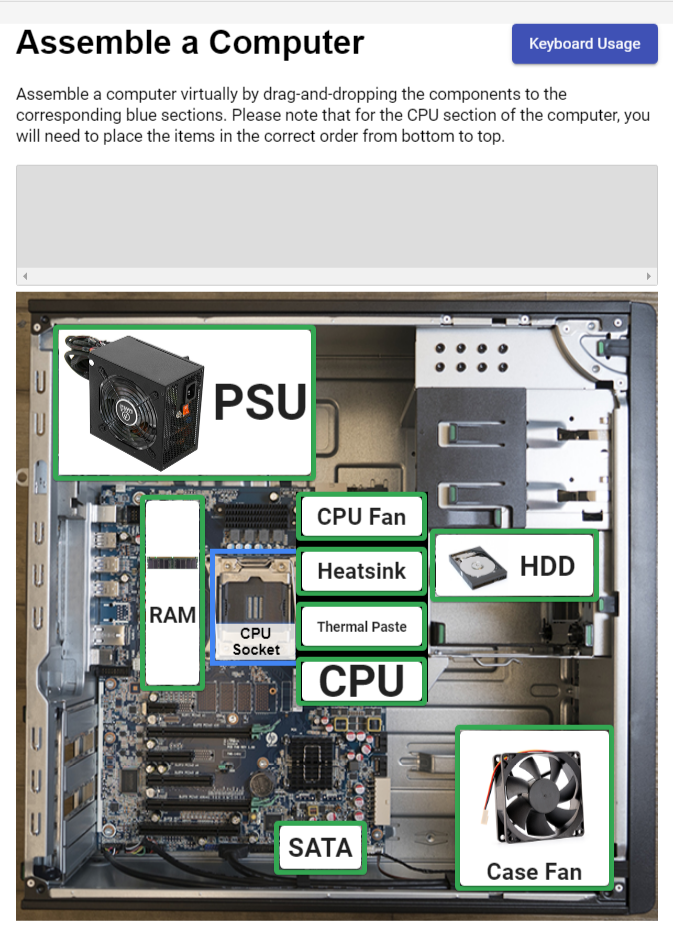 Assemble a Computer
Keyboard Usage
Assemble a computer virtually by drag-and-dropping the components to the
corresponding blue sections. Please note that for the CPU section of the computer, you
will need to place the items in the correct order from bottom to top.
PSU
CPU Fan
Heatsink
HDD
RAM
Thermal Paste
CPU
Socket
CPU
SATA
Case Fan